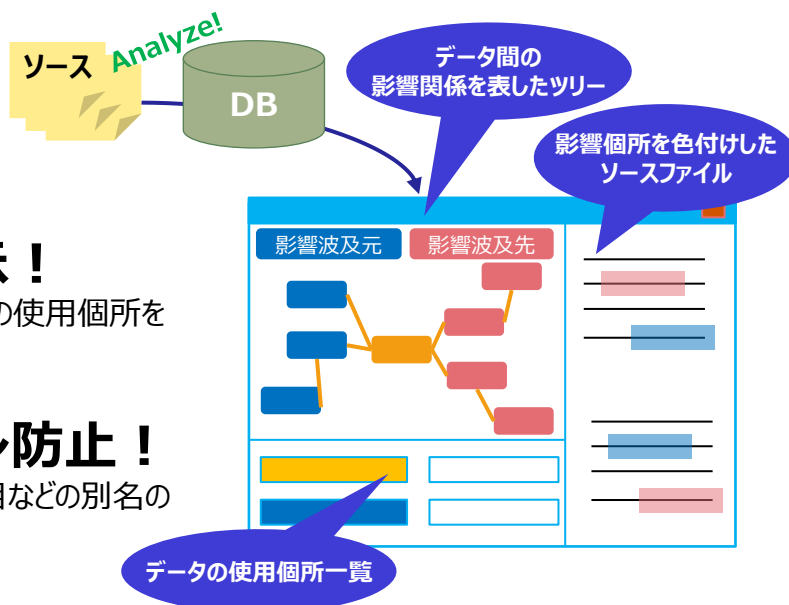 ソース
Analyze!
DB
データ間の
影響関係を表したツリー
影響個所を色付けした
ソースファイル
影響波及元
影響波及先
！
の使用個所を
防止！
などの別名の
データの使用個所一覧